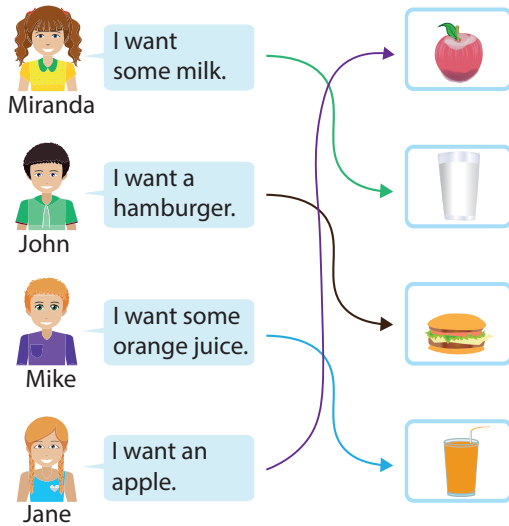 I want
some milk.
Miranda
I want a
hamburger.
John
I want some
orange juice.
Mike
I want an
apple.
Jane